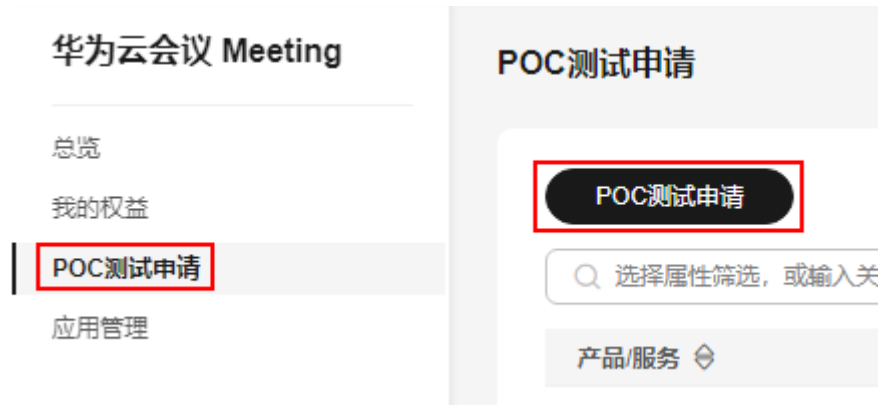 华为云会议 Meeting
总览
我的权益
POC测试申请
应用管理
POC测试申请
POC测试申请
选择属性筛选，或输入关
产品/服务